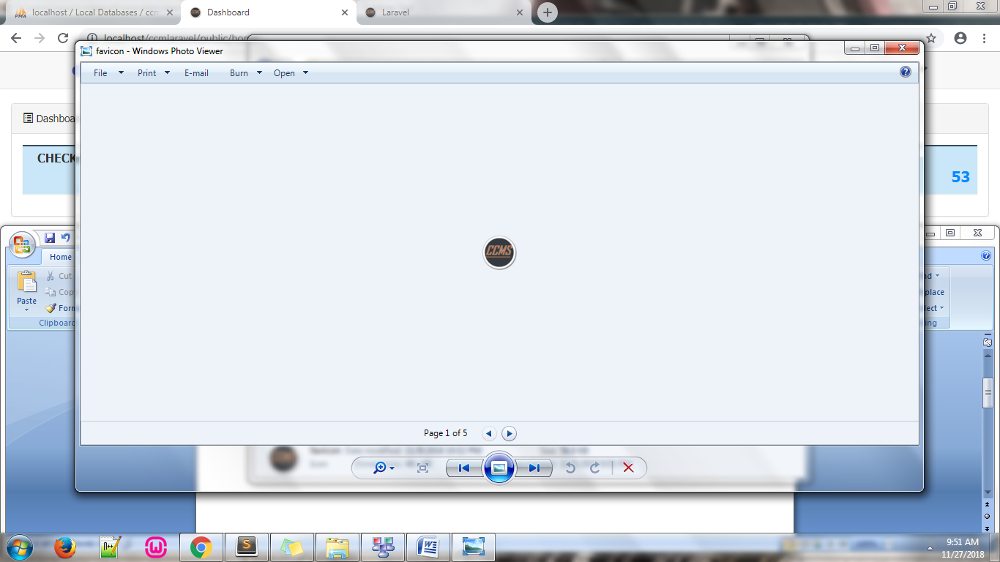 localhost / Local Databases / ccm
Dashboard
Laravel
localhost/ccmlaravel/public/hom
favicon - Windows Photo Viewer
File
Print
E-mail
Burn
Open
Dashboa
CHECK
53
CCMS
Home
Cut
Copy
Form
Paste
Clipboard
nd
place
lect
ing
Page 1 of 5
9:51 AM
11/27/2018